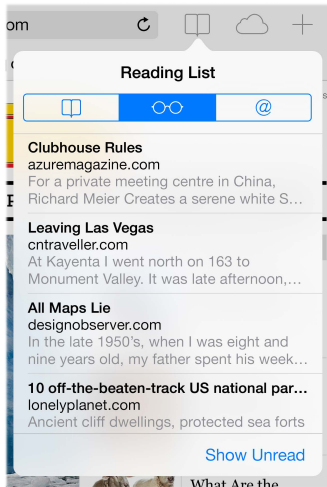 om
Reading List
@
Clubhouse Rules
azuremagazine.com
For a private meeting centre in China,
Richard Meier Creates a serene white S...
Leaving Las Vegas
cntraveller.com
At Kayenta I went north on 163 to
Monument Valley. It was late afternoon,...
All Maps Lie
designobserver.com
In the late 1950's, when I was eight and
nine years old, my father spent his week...
10 off-the-beaten-track US national par...
lonelyplanet.com
Ancient cliff dwellings, protected sea forts
Show Unread
What Are the